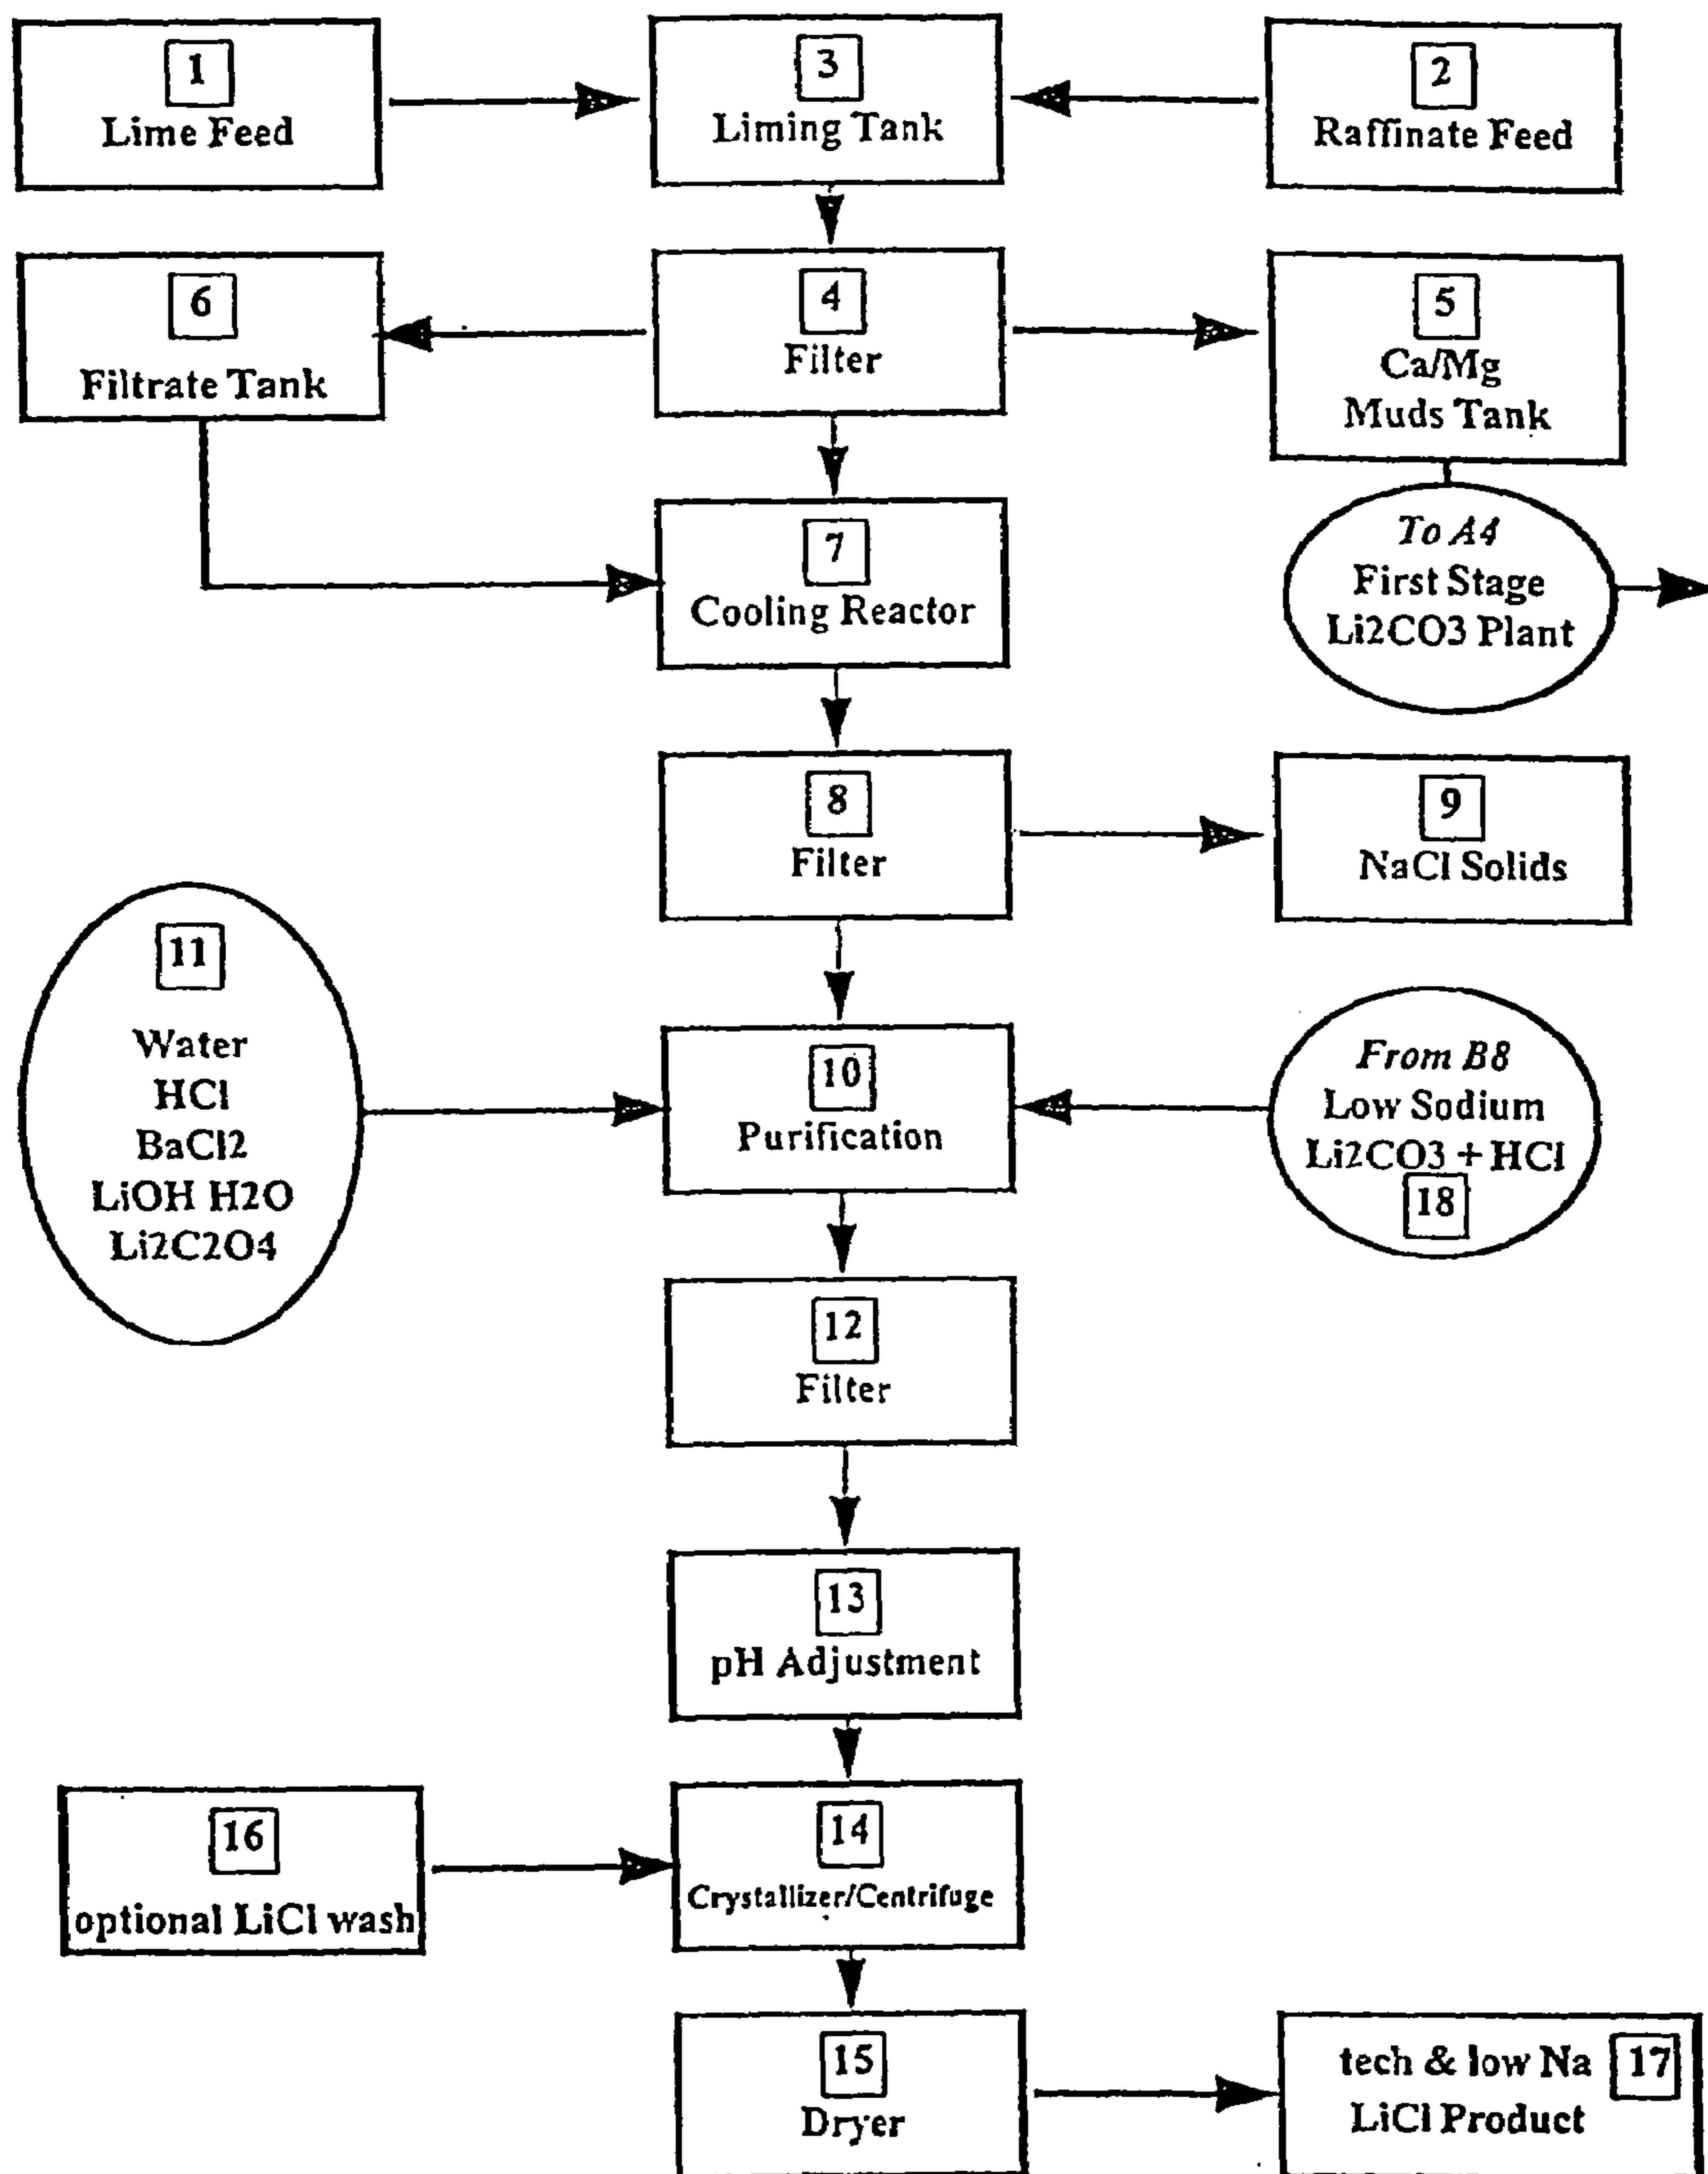 1
Lime Feed
3
Liming Tank
2
Raffinate Feed
6
Filtrate Tank
4
Filter
5
Ca/Mg
Muds Tank
7
Cooling Reactor
To A4
First Stage
Li2CO3 Plant
8
Filter
9
NaCl Solids
11
Water
HCl
BaCl2
LiOH H2O
Li2C2O4
10
Purification
From B8
Low Sodium
Li2CO3 + HCl
18
12
Filter
13
pH Adjustment
16
optional LiCl wash
14
Crystallizer/Centrifuge
15
Dryer
tech & low Na 17
LiCl Product